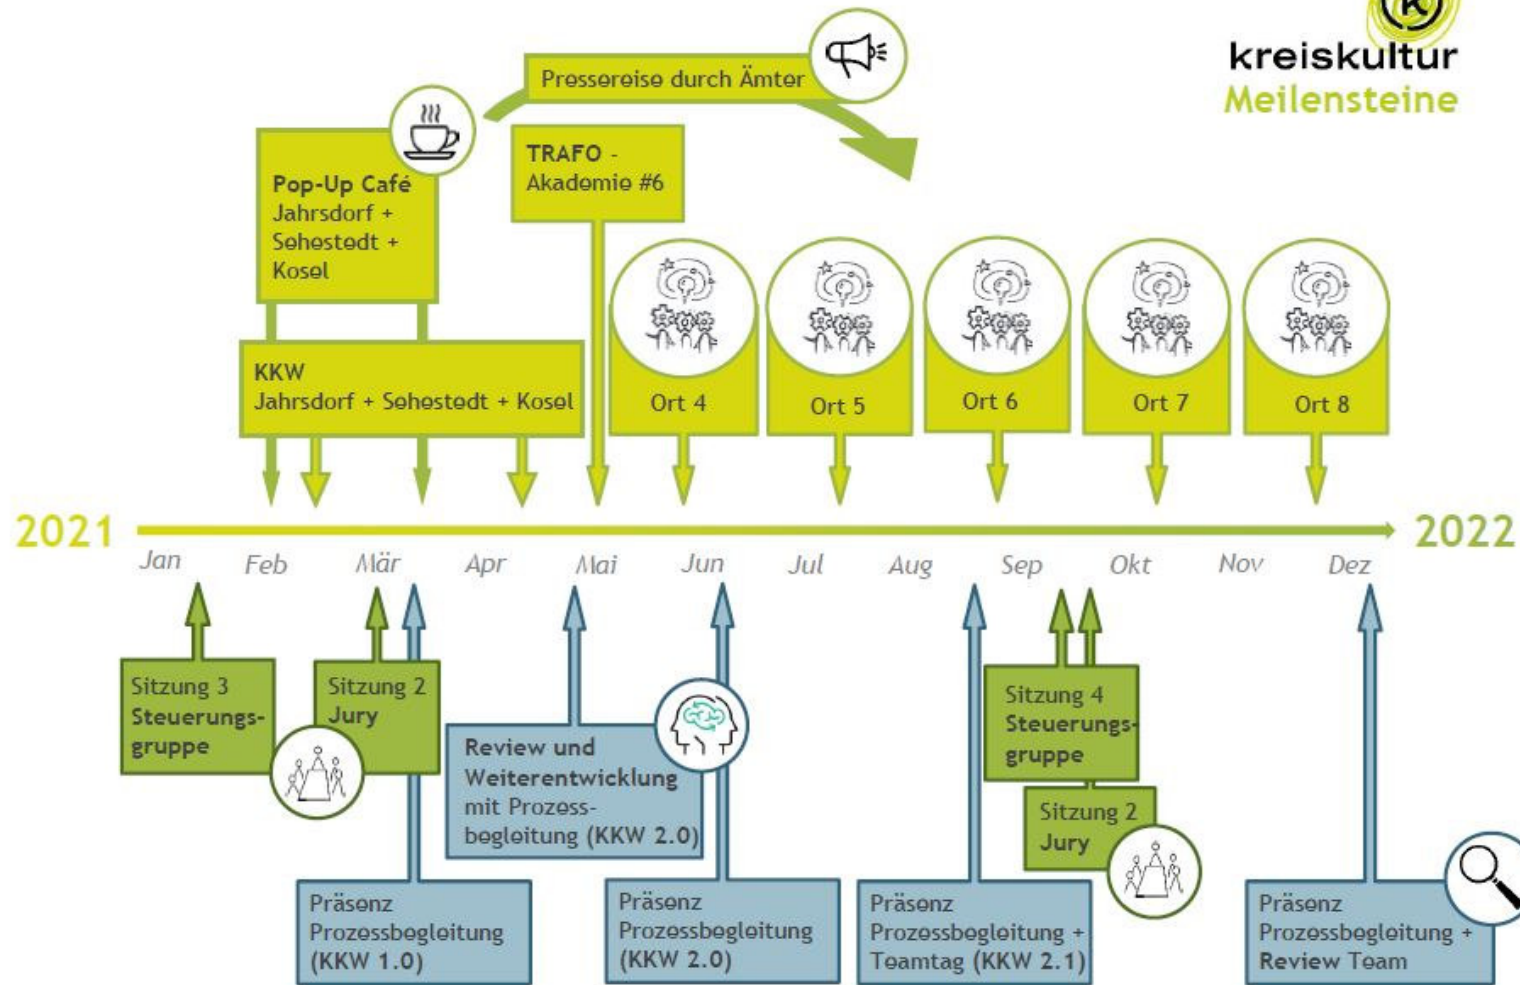 K
kreiskultur
Meilensteine
Pressereise durch Ämter
Pop-Up Café
Jahrsdorf +
Sehestedt +
Kosel
TRAFO -
Akademie #6
KKW
Jahrsdorf + Sehestedt + Kosel
Ort 4
Ort 5
Ort 6
Ort 7
Ort 8
2021
2022
Jan
Feb
Mär
Apr
Mai
Jun
Jul
Aug
Sep
Okt
Nov
Dez
Sitzung 3
Steuerungs-
gruppe
Sitzung 2
Jury
Review und
Weiterentwicklung
mit Prozess-
begleitung (KKW 2.0)
Sitzung 4
Steuerungs-
gruppe
Sitzung 2
Jury
Präsenz
Prozessbegleitung
(KKW 1.0)
Präsenz
Prozessbegleitung
(KKW 2.0)
Präsenz
Prozessbegleitung +
Teamtag (KKW 2.1)
Präsenz
Prozessbegleitung +
Review Team